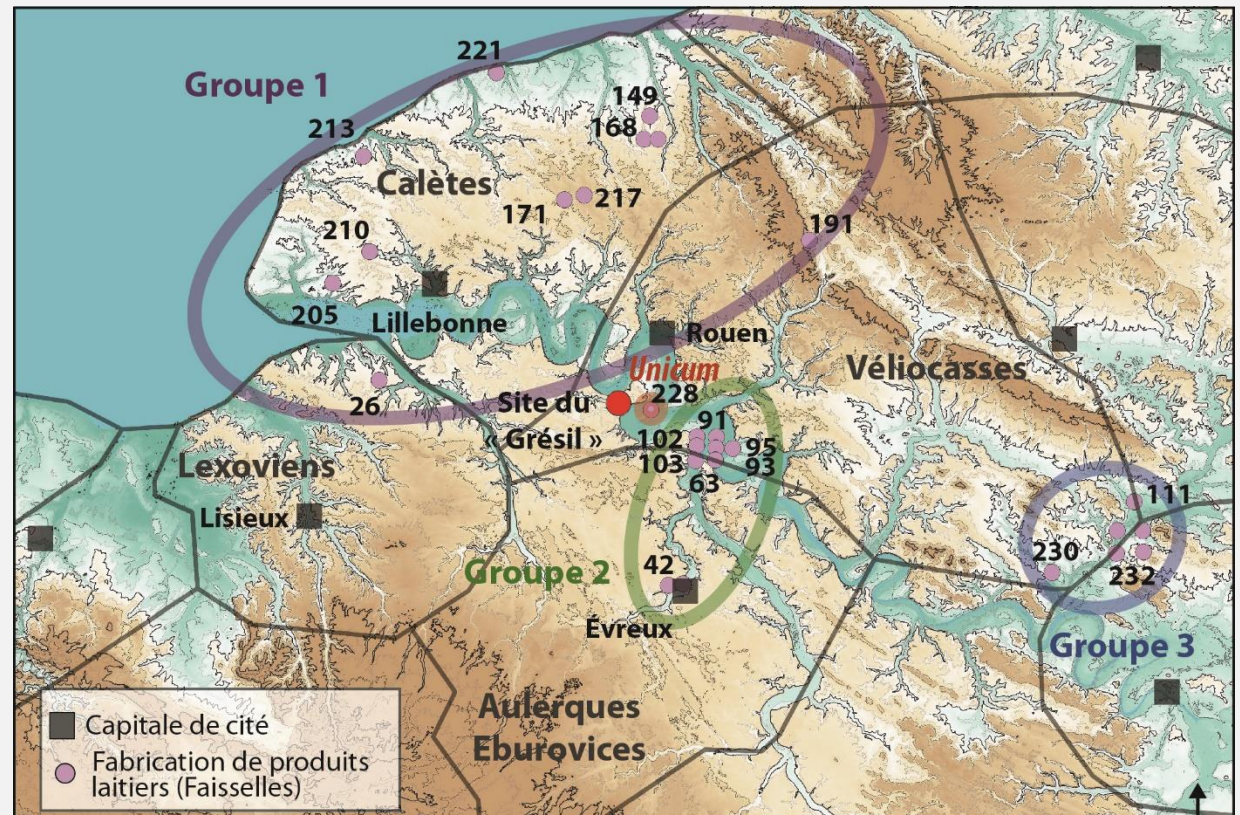 221
Groupe 1
149
213
168
Calètes
217
171
191
210
205
Lillebonne
Rouen
Véliocasses
Unicum
228
26
Site du
« Grésil »
91
102
95
103
93
63
Lexoviens
Lisieux
111
230
232
42
Groupe 2
Évreux
Groupe 3
Aulerques
Eburovices
Capitale de cité
Fabrication de produits
laitiers (Faisselles)